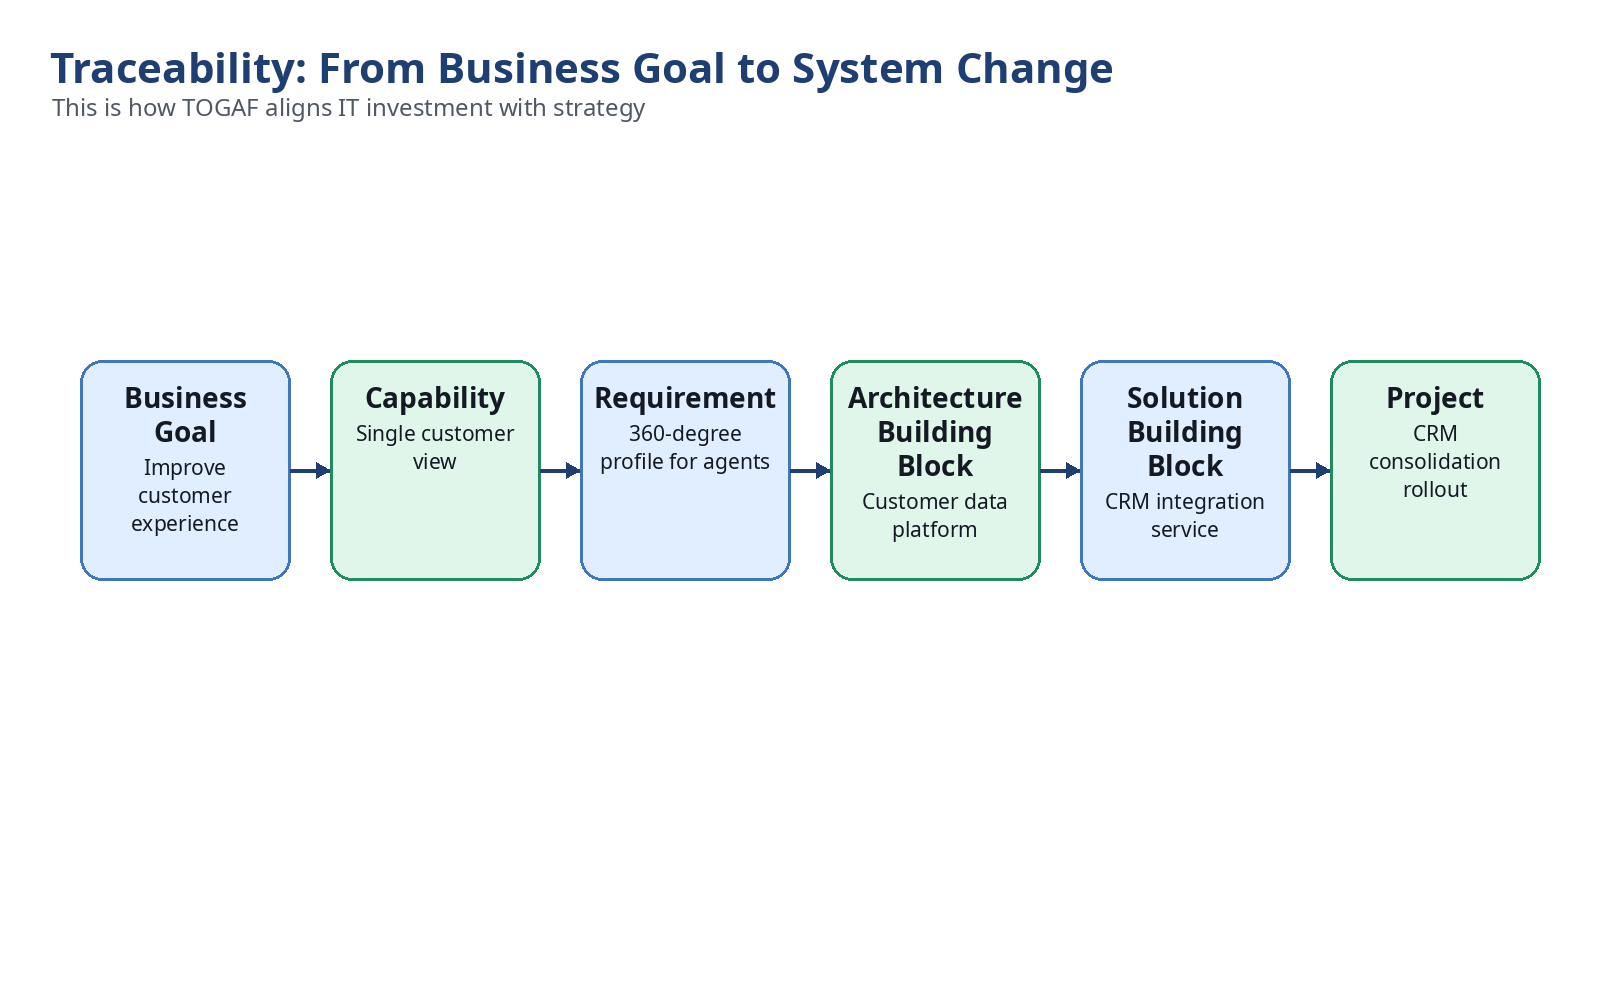 Traceability: From Business Goal to System Change
This is how TOGAF aligns IT investment with strategy
Business
Goal
Improve
customer
experience
Capability
Single customer
view
Requirement
360-degree
profile for agents
Architecture
Building
Block
Customer data
platform
Solution
Building
Block
CRM integration
service
Project
CRM
consolidation
rollout